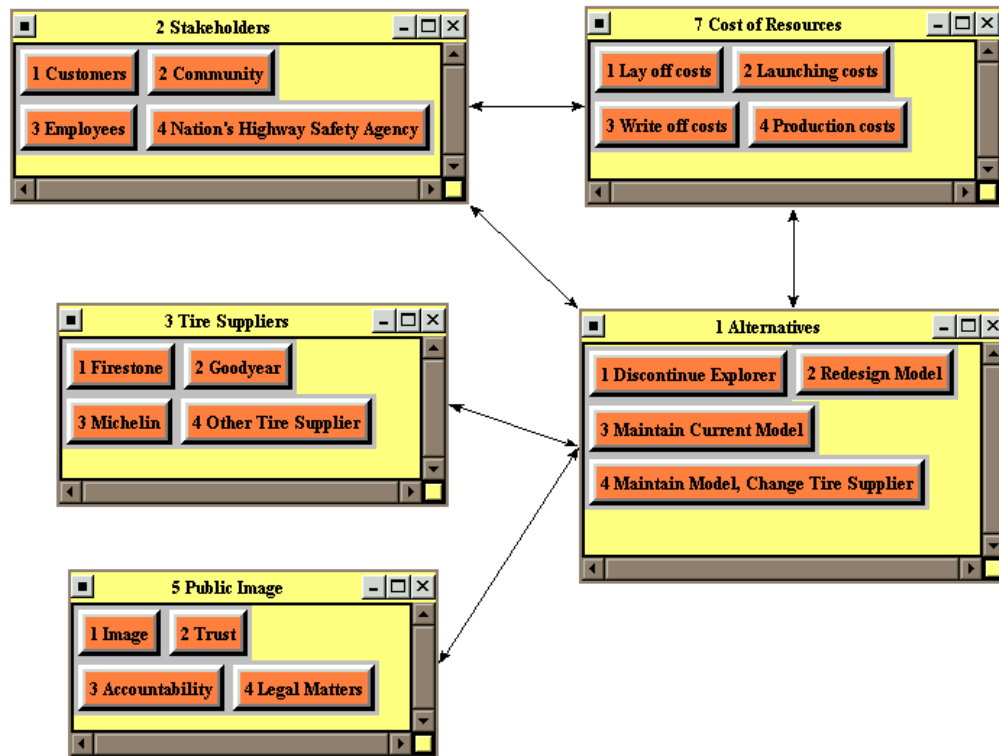 2 Stakeholders
1 Customers 2 Community
3 Employees 4 Nation's Highway Safety Agency
7 Cost of Resources
1 Lay off costs 2 Launching costs
3 Write off costs 4 Production costs
3 Tire Suppliers
1 Firestone 2 Goodyear
3 Michelin 4 Other Tire Supplier
1 Alternatives
1 Discontinue Explorer 2 Redesign Model
3 Maintain Current Model
4 Maintain Model, Change Tire Supplier
5 Public Image
1 Image 2 Trust
3 Accountability 4 Legal Matters